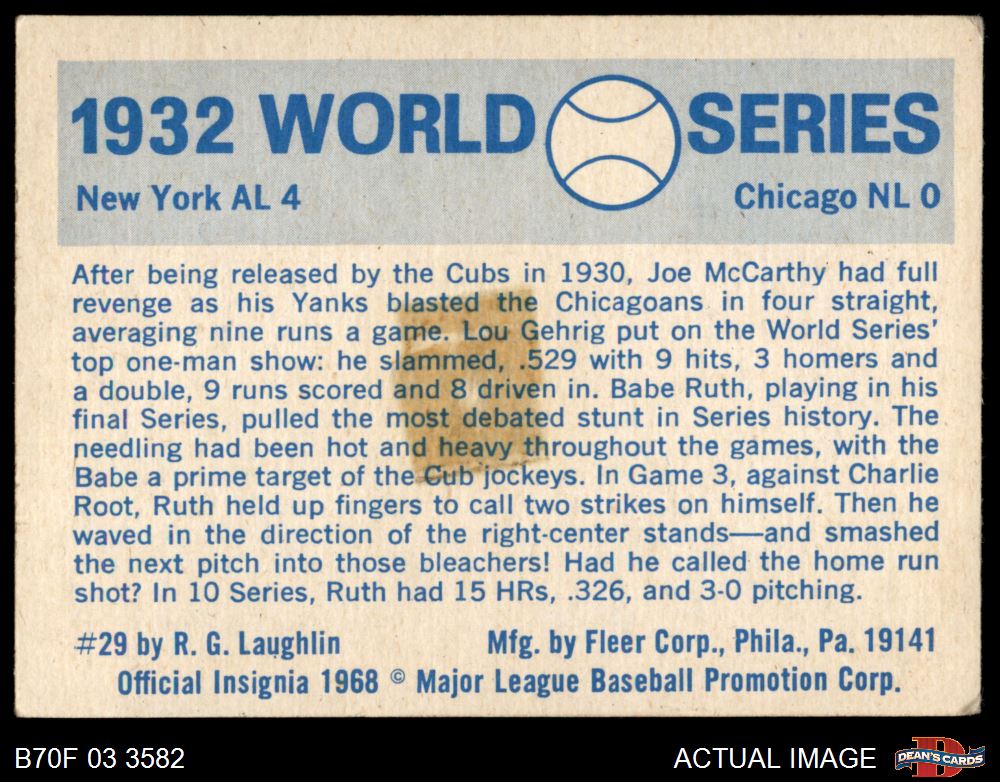 1932 WORLD SERIES
New York AL 4
Chicago NL 0
After being released by the Cubs in 1930, Joe McCarthy had full
revenge as his Yanks blasted the Chicagoans in four straight,
averaging nine runs a game. Lou Gehrig put on the World Series'
top one-man show: he slammed, .529 with 9 hits, 3 homers and
a double, 9 runs scored and 8 driven in. Babe Ruth, playing in his
final Series, pulled the most debated stunt in Series history. The
needling had been hot and heavy throughout the games, with the
Babe a prime target of the Cub jockeys. In Game 3, against Charlie
Root, Ruth held up fingers to call two strikes on himself. Then he
waved in the direction of the right-center stands—and smashed
the next pitch into those bleachers! Had he called the home run
shot? In 10 Series, Ruth had 15 HRs, .326, and 3-0 pitching.
#29 by R. G. Laughlin
Mfg. by Fleer Corp., Phila., Pa. 19141
Official Insignia 1968 © Major League Baseball Promotion Corp.
B70F 03 3582
ACTUAL IMAGE
D
DEAN'S CARDS